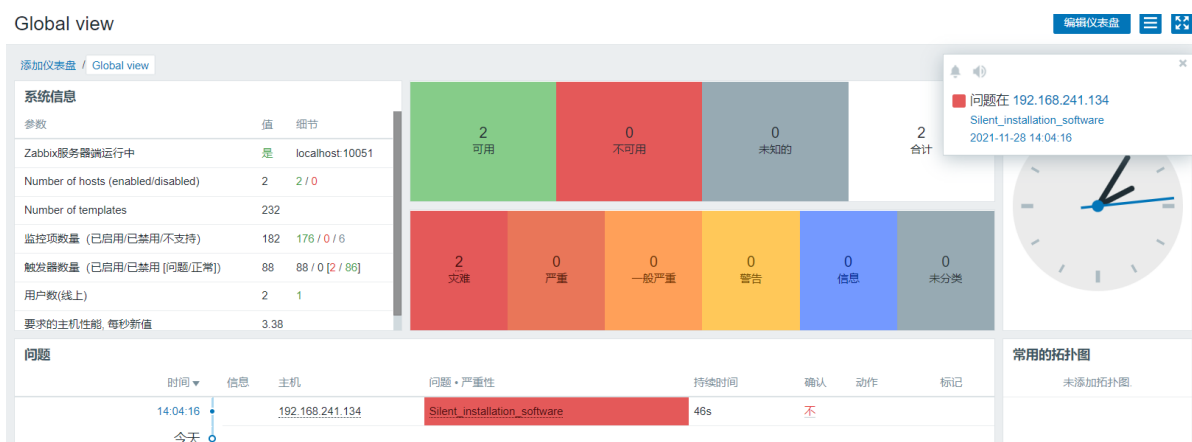 Global view
编辑仪表盘
添加仪表盘 / Global view
问题在 192.168.241.134
Silent_installation_software
2021-11-28 14:04:16
系统信息
参数 值 细节
Zabbix服务器端运行中 是 localhost:10051
Number of hosts (enabled/disabled) 2 2 / 0
Number of templates 232
监控项数量 (已启用/已禁用/不支持) 182 176 / 0 / 6
触发器数量 (已启用/已禁用 [问题/正常]) 88 88 / 0 [2 / 86]
用户数(线上) 2 1
要求的主机性能, 每秒新值 3.38
2
可用
0
不可用
0
未知的
2
合计
2
灾难
0
严重
0
一般严重
0
警告
0
信息
0
未分类
问题
时间 信息 主机 问题 • 严重性 持续时间 确认 动作 标记
14:04:16 192.168.241.134 Silent_installation_software 46s 不
今天
常用的拓扑图
未添加拓扑图.